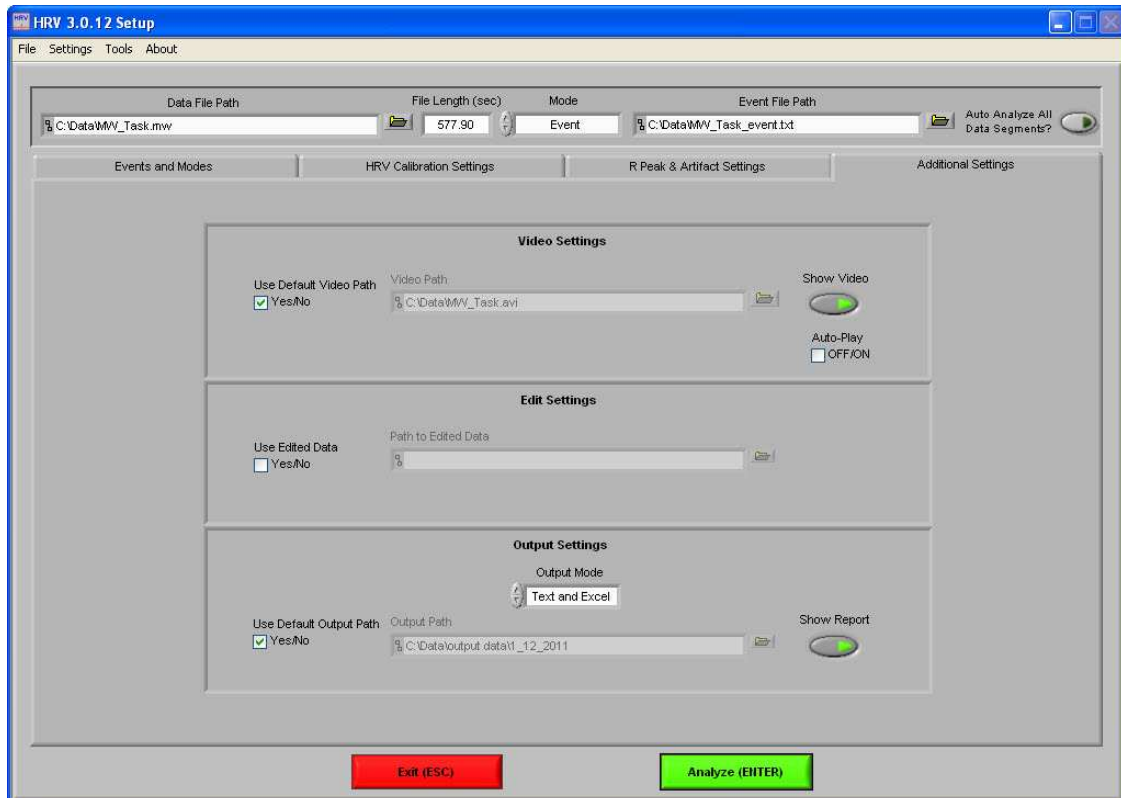 HRV 3.0.12 Setup
File Settings Tools About
Data File Path
File Length (sec)
Mode
Event File Path
C:\Data\MW_Task.mw
577.90
Event
C:\Data\MW_Task_event.txt
Auto Analyze All
Data Segments?
Events and Modes
HRV Calibration Settings
R Peak & Artifact Settings
Additional Settings
Video Settings
Use Default Video Path
Yes/No
Video Path
C:\Data\MW_Task.avi
Show Video
Auto-Play
OFF/ON
Edit Settings
Use Edited Data
Yes/No
Path to Edited Data
Output Settings
Output Mode
Text and Excel
Use Default Output Path
Yes/No
Output Path
C:\Data\output data\1_12_2011
Show Report
Exit (ESC)
Analyze (ENTER)